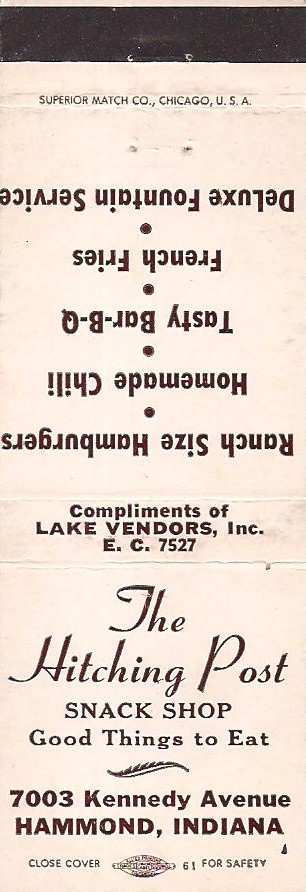 SUPERIOR MATCH CO., CHICAGO, U. S. A.
Ranch Size Hamburgers
•
Homemade Chili
•
Tasty Bar-B-Q
•
French Fries
•
DeLuxe Fountain Service
Compliments of
LAKE VENDORS, Inc.
E. C. 7527
The
Hitching Post
SNACK SHOP
Good Things to Eat
7003 Kennedy Avenue
HAMMOND, INDIANA
CLOSE COVER 61 FOR SAFETY